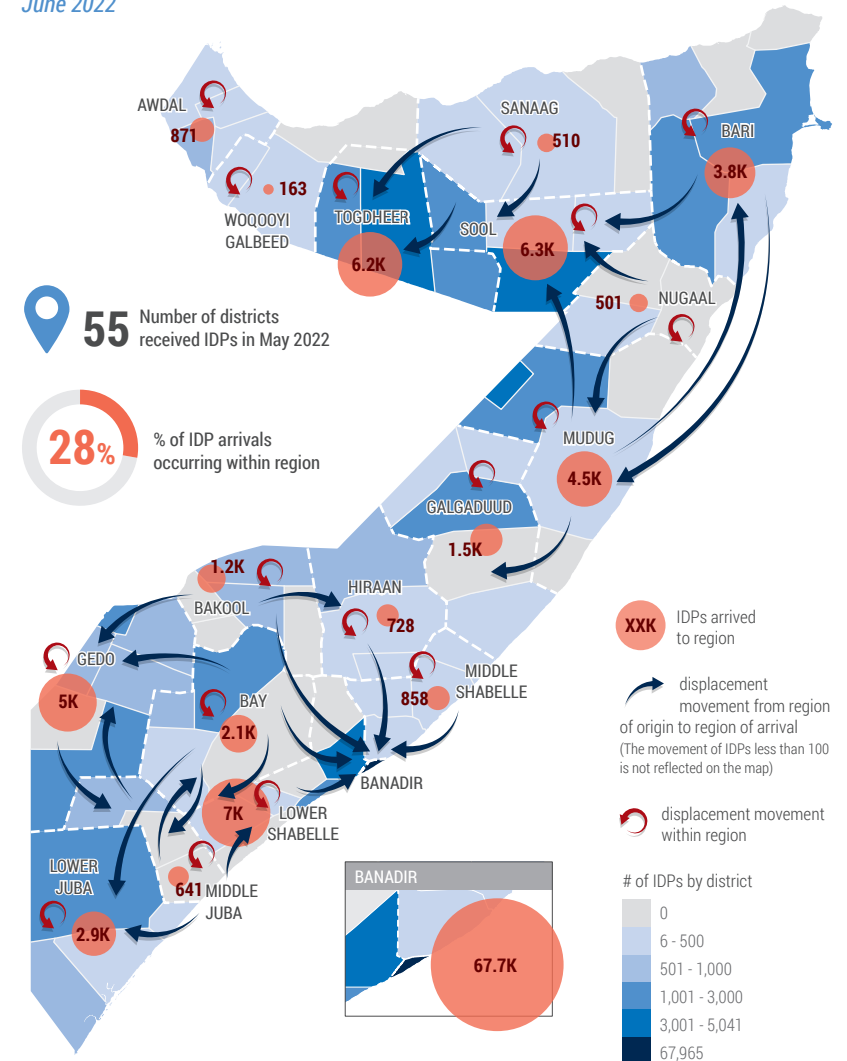 June 2022
AWDAL
871
SANAAG
510
BARI
3.8K
163
WOQOOYI
GALBEED
TOGDHEER
6.2K
SOOL
6.3K
501
NUGAAL
55
Number of districts
received IDPs in May 2022
28%
% of IDP arrivals
occurring within region
MUDUG
4.5K
GALGADUUD
1.5K
1.2K
BAKOOL
HIRAAN
728
GEDO
5K
BAY
2.1K
858
MIDDLE
SHABELLE
BANADIR
7K
LOWER
SHABELLE
LOWER
JUBA
2.9K
641
MIDDLE
JUBA
BANADIR
67.7K
XXK
IDPs arrived
to region
displacement
movement from region
of origin to region of arrival
(The movement of IDPs less than 100
is not reflected on the map)
displacement movement
within region
# of IDPs by district
0
6 - 500
501 - 1,000
1,001 - 3,000
3,001 - 5,041
67,965